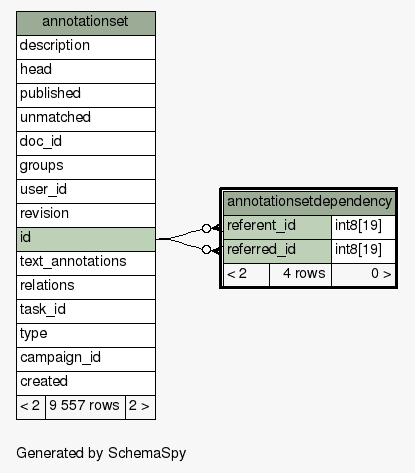 annotationset
description
head
published
unmatched
doc_id
groups
user_id
revision
id
text_annotations
relations
task_id
type
campaign_id
created
< 2 9 557 rows 2 >
annotationsetdependency
referent_id int8[19]
referred_id int8[19]
< 2 4 rows 0 >
Generated by SchemaSpy